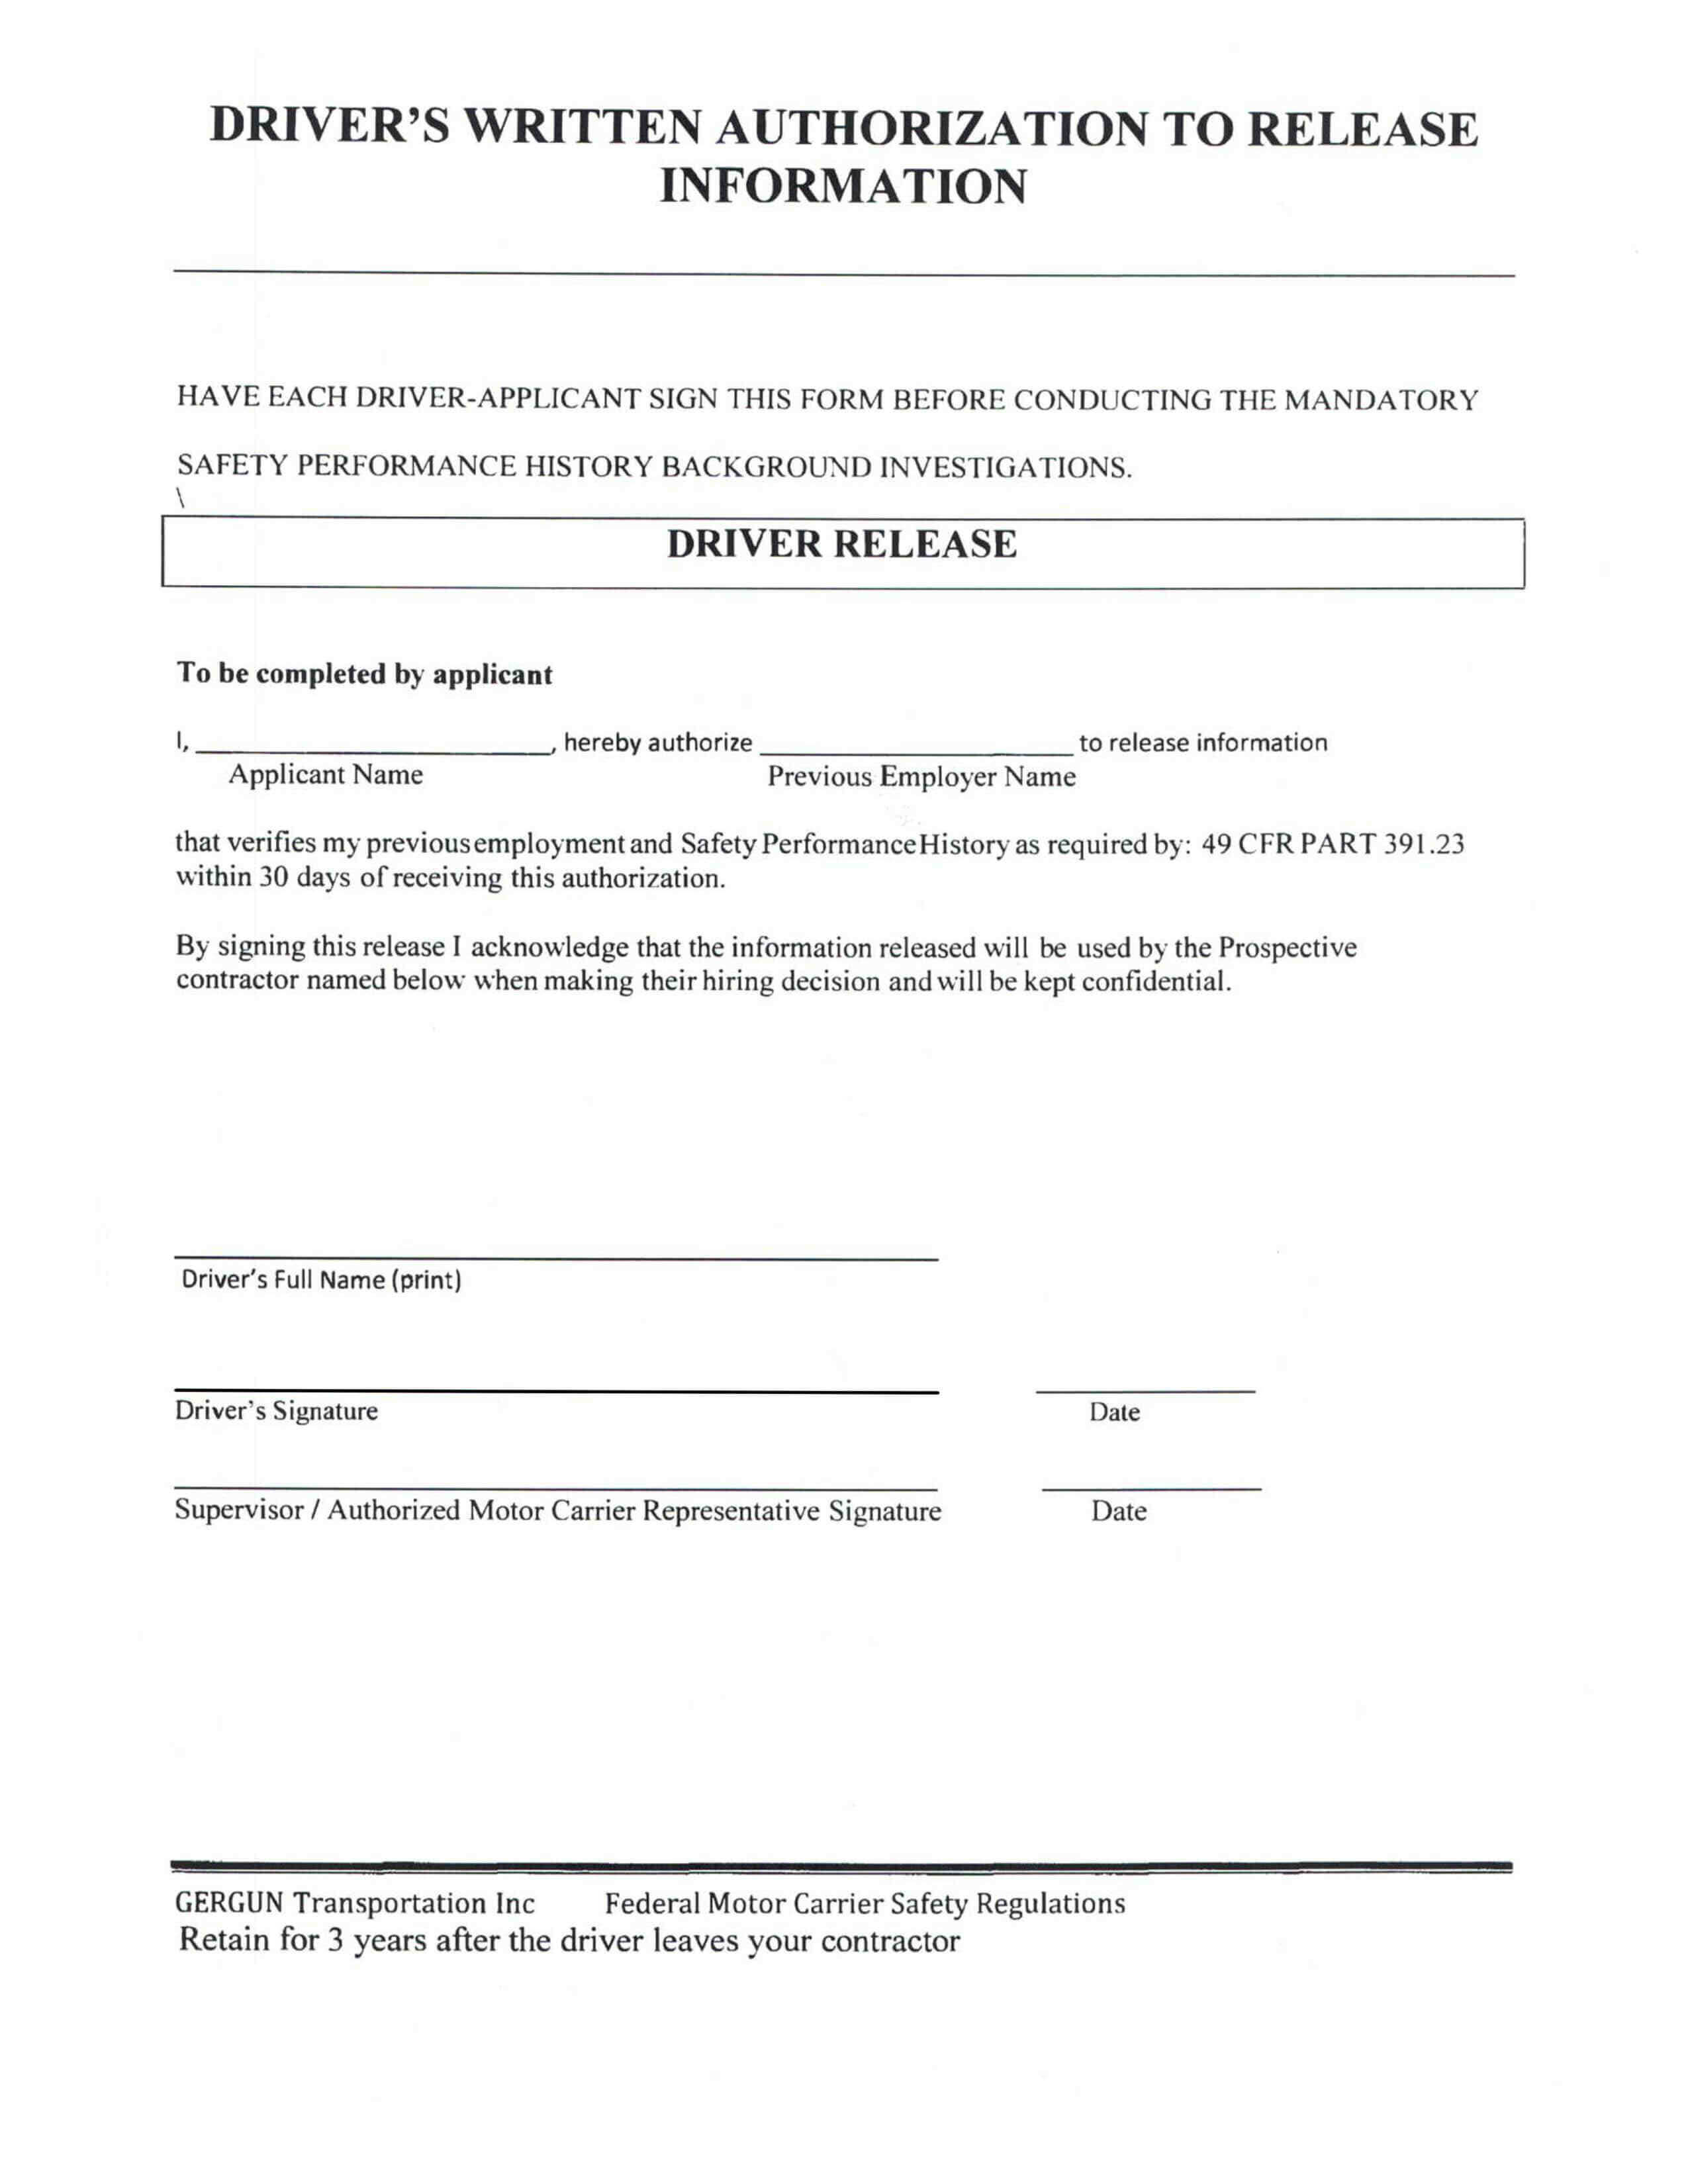 DRIVER'S WRITTEN AUTHORIZATION TO RELEASE
INFORMATION
HAVE EACH DRIVER-APPLICANT SIGN THIS FORM BEFORE CONDUCTING THE MANDATORY
SAFETY PERFORMANCE HISTORY BACKGROUND INVESTIGATIONS.
\
DRIVER RELEASE
To be completed by applicant
I, ____________________, hereby authorize ____________________ to release information
Applicant Name Previous Employer Name
that verifies my previous employment and Safety Performance History as required by: 49 CFR PART 391.23
within 30 days of receiving this authorization.
By signing this release I acknowledge that the information released will be used by the Prospective
contractor named below when making their hiring decision and will be kept confidential.
Driver's Full Name (print)
Driver's Signature Date
Supervisor / Authorized Motor Carrier Representative Signature Date
GERGUN Transportation Inc Federal Motor Carrier Safety Regulations
Retain for 3 years after the driver leaves your contractor